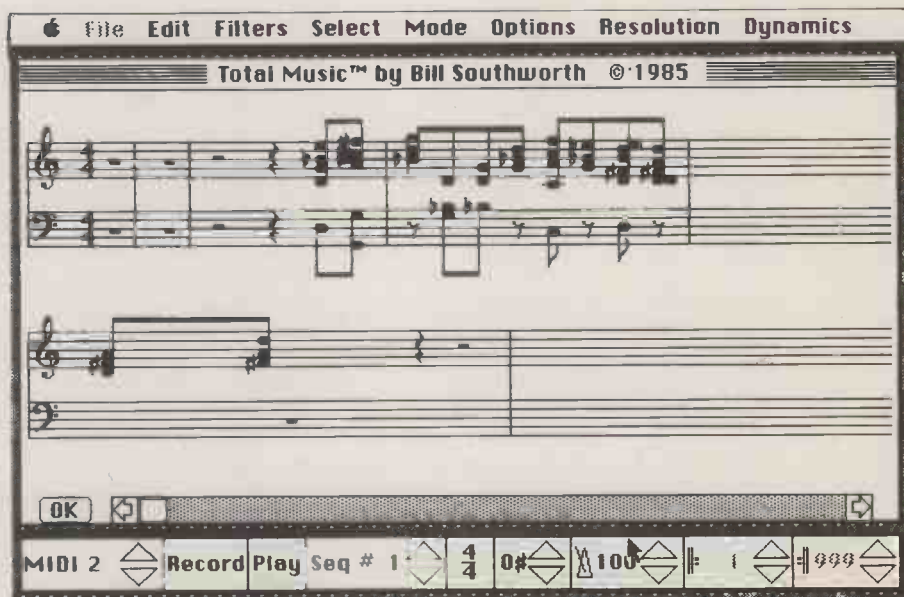 File Edit Filters Select Mode Options Resolution Dynamics
Total Music™ by Bill Southworth © 1985
OK
MIDI 2 Record Play Seq # 1 4/4 0# 100 1 999